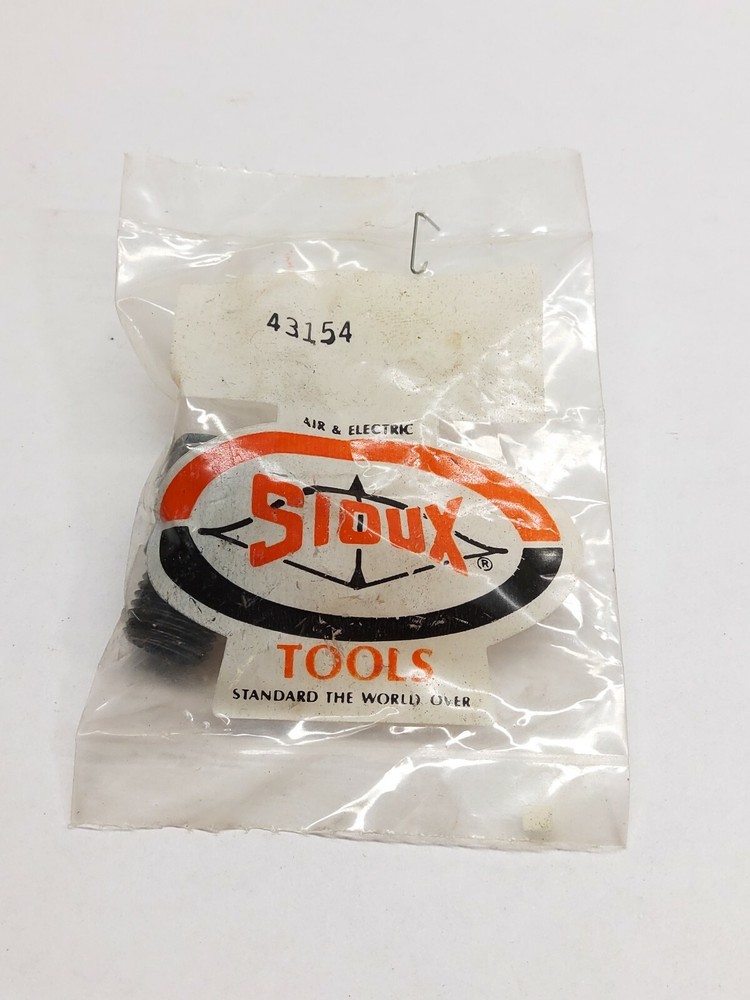 43154
AIR & ELECTRIC
SIOUX
®
TOOLS
STANDARD THE WORLD OVER